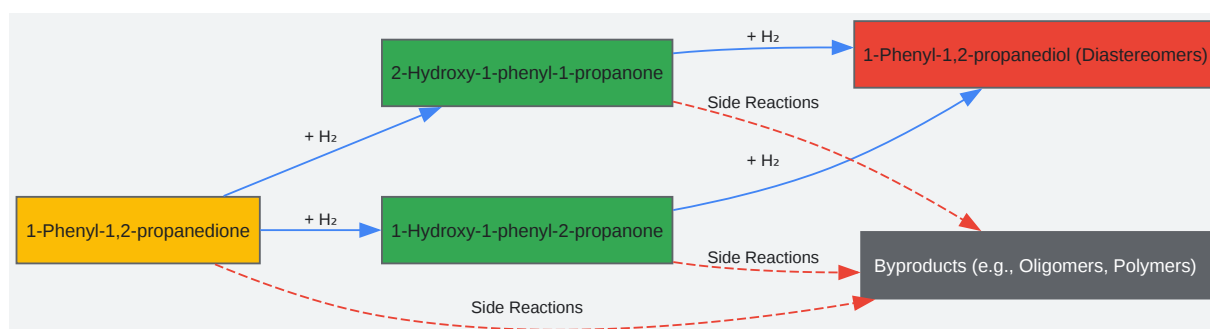 + H₂
1-Phenyl-1,2-propanediol (Diastereomers)
2-Hydroxy-1-phenyl-1-propanone
Side Reactions
+ H₂
+ H₂
+ H₂
1-Phenyl-1,2-propanedione
1-Hydroxy-1-phenyl-2-propanone
Side Reactions
Byproducts (e.g., Oligomers, Polymers)
Side Reactions